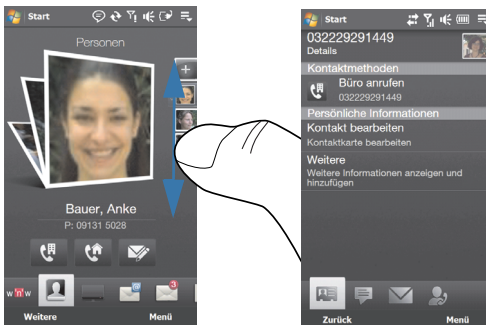 Start
Personen
Bauer, Anke
P: 09131 5028
w n w
3
Weitere
Menü
Start
032229291449
Details
Kontaktmethoden
Büro anrufen
032229291449
Persönliche Informationen
Kontakt bearbeiten
Kontaktkarte bearbeiten
Weitere
Weitere Informationen anzeigen und
hinzufügen
Zurück
Menü